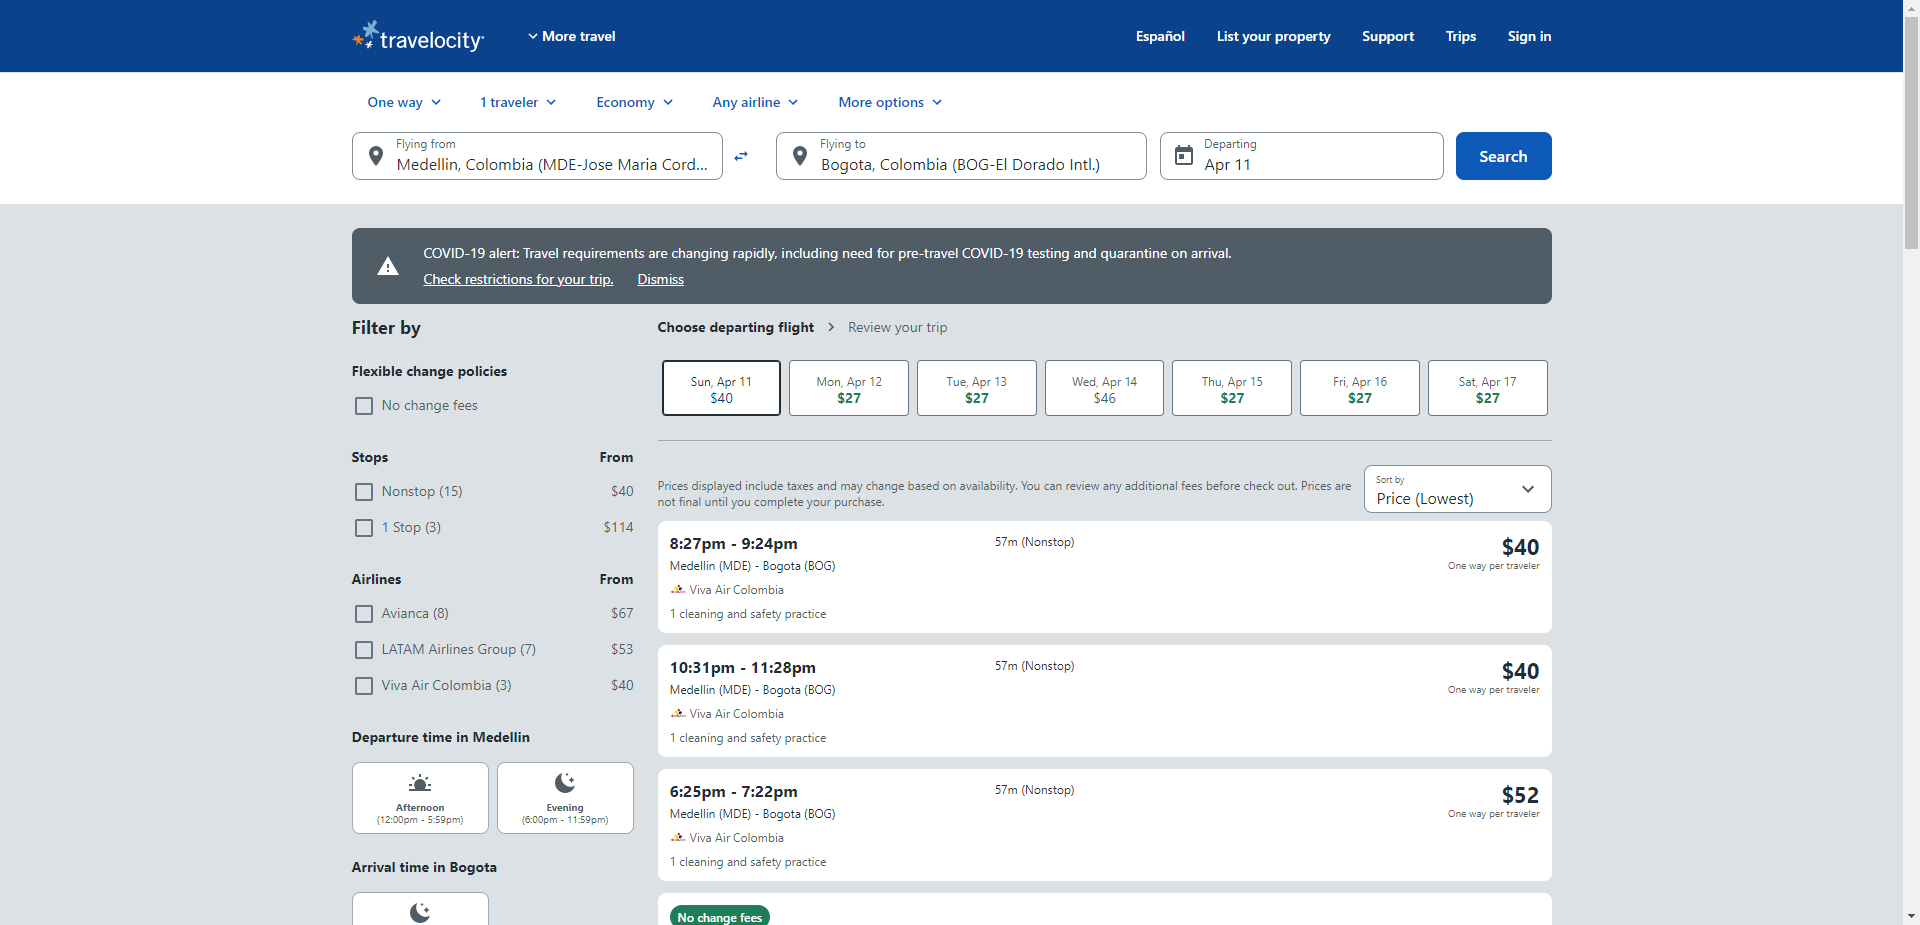 travelocity
More travel
Español
List your property
Support
Trips
Sign in
One way
1 traveler
Economy
Any airline
More options
Flying from
Medellin, Colombia (MDE-Jose Maria Cord...
Flying to
Bogota, Colombia (BOG-El Dorado Intl.)
Departing
Apr 11
Search
COVID-19 alert: Travel requirements are changing rapidly, including need for pre-travel COVID-19 testing and quarantine on arrival.
Check restrictions for your trip.
Dismiss
Filter by
Flexible change policies
No change fees
Stops From
Nonstop (15) $40
1 Stop (3) $114
Airlines From
Avianca (8) $67
LATAM Airlines Group (7) $53
Viva Air Colombia (3) $40
Departure time in Medellin
Afternoon
(12:00pm - 5:59pm)
Evening
(6:00pm - 11:59pm)
Arrival time in Bogota
Choose departing flight
Review your trip
Sun, Apr 11
$40
Mon, Apr 12
$27
Tue, Apr 13
$27
Wed, Apr 14
$46
Thu, Apr 15
$27
Fri, Apr 16
$27
Sat, Apr 17
$27
Prices displayed include taxes and may change based on availability. You can review any additional fees before check out. Prices are
not final until you complete your purchase.
Sort by
Price (Lowest)
8:27pm - 9:24pm
57m (Nonstop)
$40
Medellin (MDE) - Bogota (BOG)
One way per traveler
Viva Air Colombia
1 cleaning and safety practice
10:31pm - 11:28pm
57m (Nonstop)
$40
Medellin (MDE) - Bogota (BOG)
One way per traveler
Viva Air Colombia
1 cleaning and safety practice
6:25pm - 7:22pm
57m (Nonstop)
$52
Medellin (MDE) - Bogota (BOG)
One way per traveler
Viva Air Colombia
1 cleaning and safety practice
No change fees